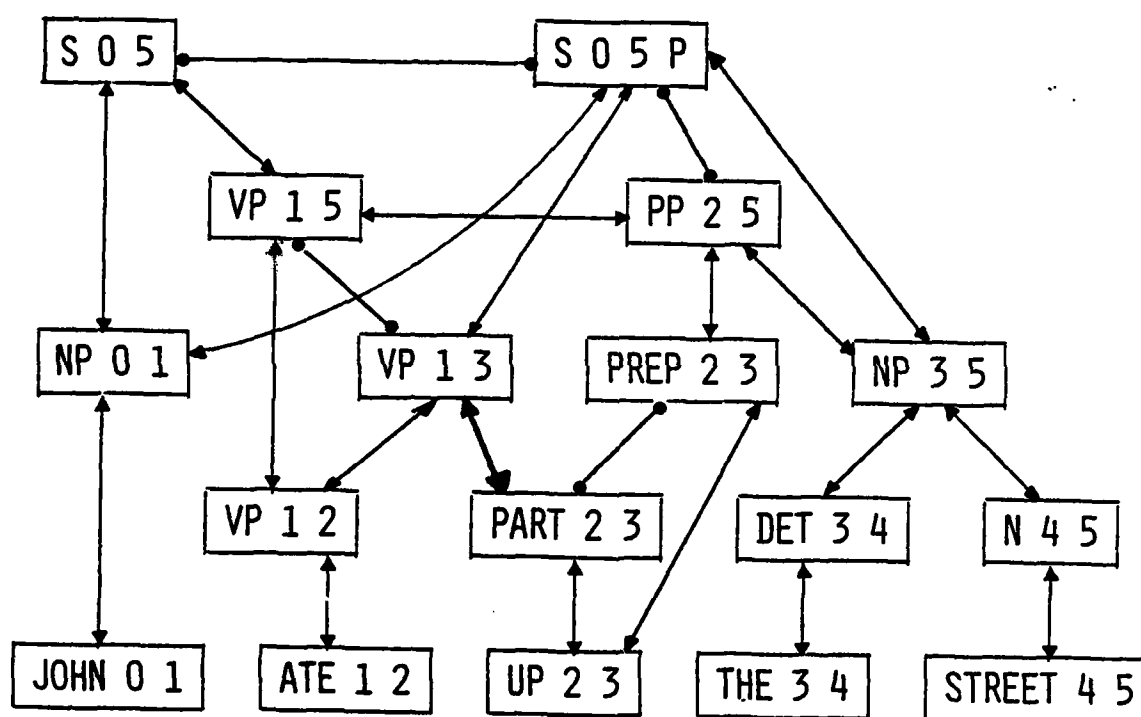 S 0 5
S 0 5 P
VP 1 5
PP 2 5
NP 0 1
VP 1 3
PREP 2 3
NP 3 5
VP 1 2
PART 2 3
DET 3 4
N 4 5
JOHN 0 1
ATE 1 2
UP 2 3
THE 3 4
STREET 4 5